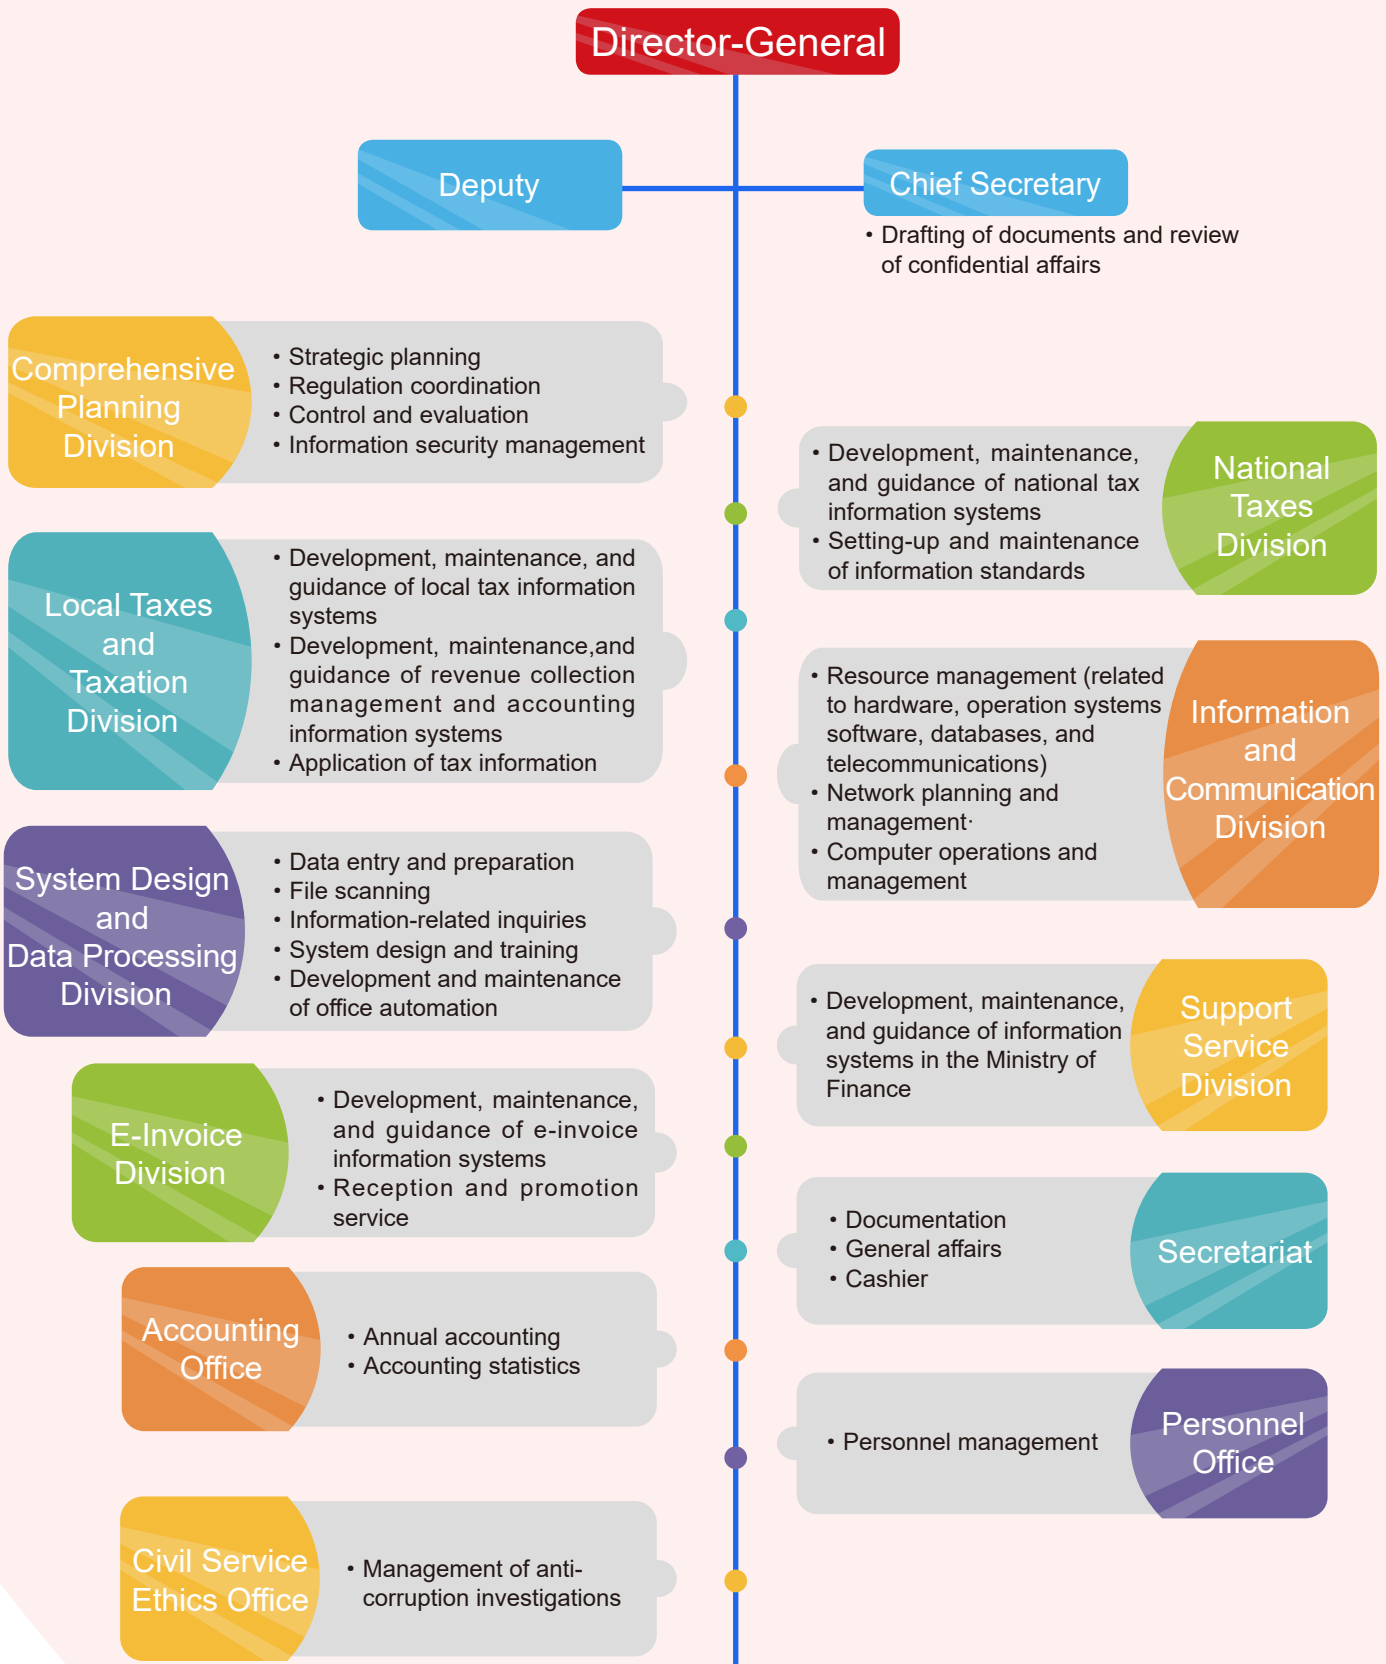 Director-General
Deputy
Chief Secretary
• Drafting of documents and review
of confidential affairs
Comprehensive
Planning
Division
• Strategic planning
• Regulation coordination
• Control and evaluation
• Information security management
• Development, maintenance,
and guidance of national tax
information systems
• Setting-up and maintenance
of information standards
National
Taxes
Division
Local Taxes
and
Taxation
Division
• Development, maintenance, and
guidance of local tax information
systems
• Development, maintenance,and
guidance of revenue collection
management and accounting
information systems
• Application of tax information
• Resource management (related
to hardware, operation systems
software, databases, and
telecommunications)
• Network planning and
management·
• Computer operations and
management
Information
and
Communication
Division
System Design
and
Data Processing
Division
• Data entry and preparation
• File scanning
• Information-related inquiries
• System design and training
• Development and maintenance
of office automation
• Development, maintenance,
and guidance of information
systems in the Ministry of
Finance
Support
Service
Division
E-Invoice
Division
• Development, maintenance,
and guidance of e-invoice
information systems
• Reception and promotion
service
• Documentation
• General affairs
• Cashier
Secretariat
Accounting
Office
• Annual accounting
• Accounting statistics
• Personnel management
Personnel
Office
Civil Service
Ethics Office
• Management of anti-
corruption investigations